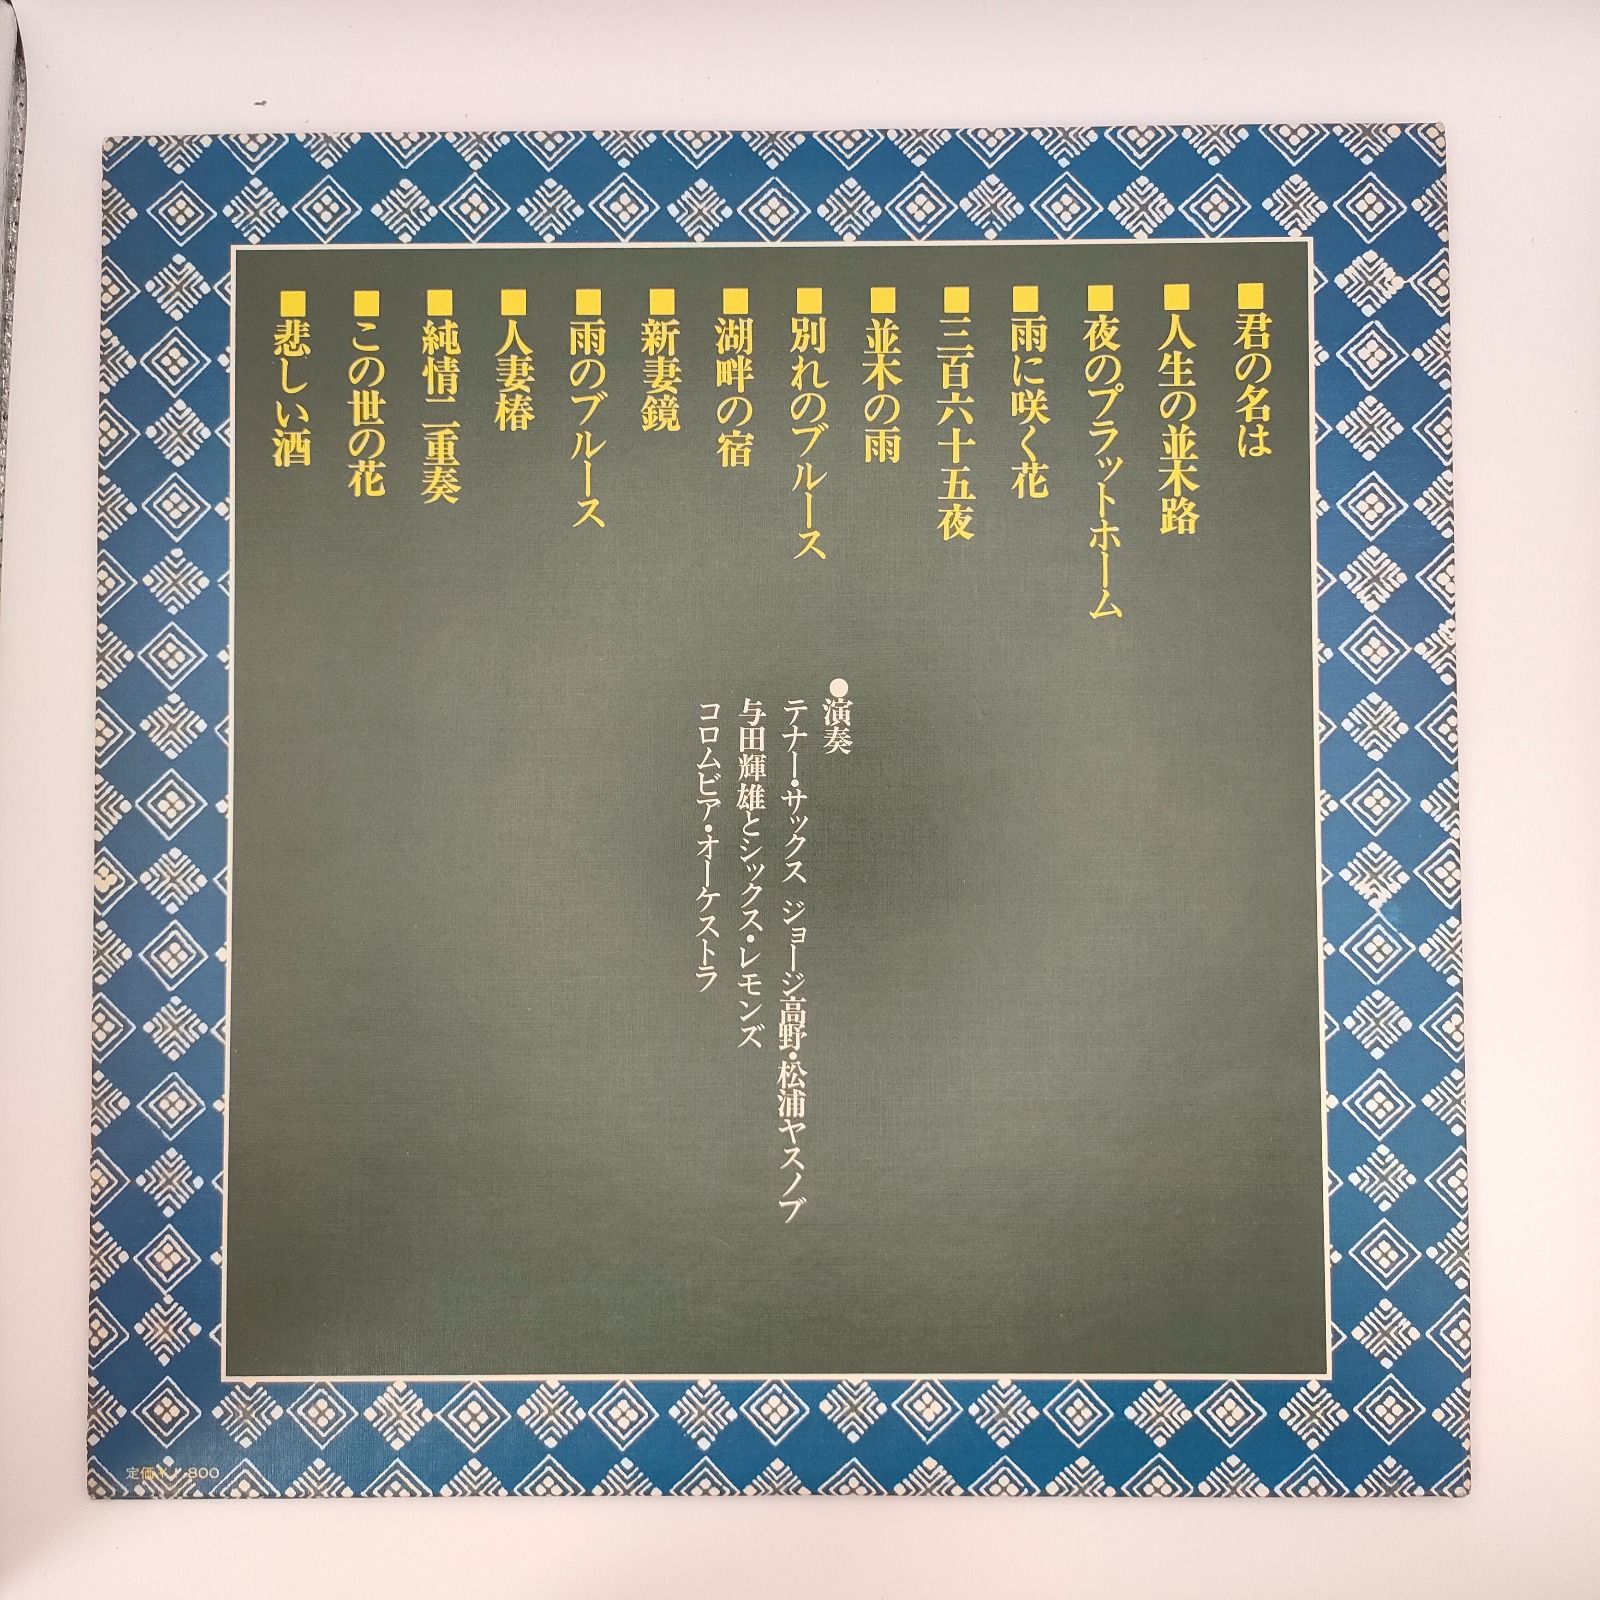 ■君の名は
■人生の並木路
■夜のプラットホーム
■雨に咲く花
■三百六十五夜
■並木の雨
■別れのブルース
■湖畔の宿
■新妻鏡
■雨のブルース
■人妻椿
■純情二重奏
■この世の花
■悲しい酒
●演奏
テナー・サックス ジョージ高野・松浦ヤスノブ
与田輝雄とシックス・レモンズ
コロムビア・オーケストラ
定価￥1,800